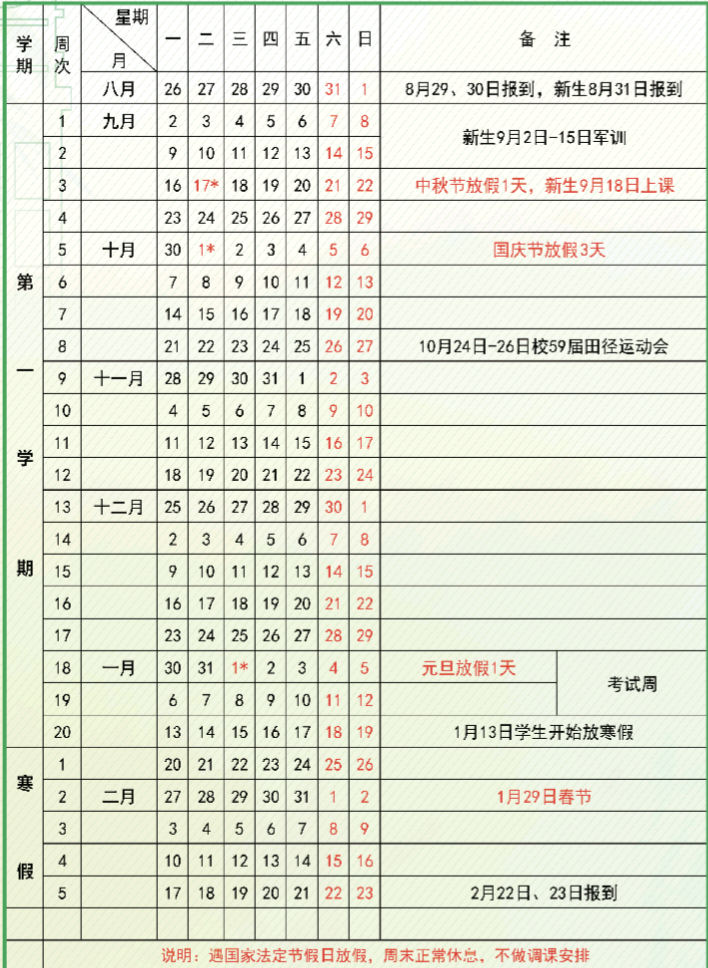 学期 周次 星期 月 一 二 三 四 五 六 日 备 注
八月 26 27 28 29 30 31 1 8月29、30日报到，新生8月31日报到
第一学期
1 九月 2 3 4 5 6 7 8 新生9月2日-15日军训
2 9 10 11 12 13 14 15
3 16 17* 18 19 20 21 22 中秋节放假1天，新生9月18日上课
4 23 24 25 26 27 28 29
5 十月 30 1* 2 3 4 5 6 国庆节放假3天
6 7 8 9 10 11 12 13
7 14 15 16 17 18 19 20
8 21 22 23 24 25 26 27 10月24日-26日校59届田径运动会
9 十一月 28 29 30 31 1 2 3
10 4 5 6 7 8 9 10
11 11 12 13 14 15 16 17
12 18 19 20 21 22 23 24
13 十二月 25 26 27 28 29 30 1
14 2 3 4 5 6 7 8
15 9 10 11 12 13 14 15
16 16 17 18 19 20 21 22
17 23 24 25 26 27 28 29
18 一月 30 31 1* 2 3 4 5 元旦放假1天 考试周
19 6 7 8 9 10 11 12
20 13 14 15 16 17 18 19 1月13日学生开始放寒假
寒假
1 20 21 22 23 24 25 26
2 二月 27 28 29 30 31 1 2 1月29日春节
3 3 4 5 6 7 8 9
4 10 11 12 13 14 15 16
5 17 18 19 20 21 22 23 2月22日、23日报到
说明：遇国家法定节假日放假，周末正常休息，不做调课安排